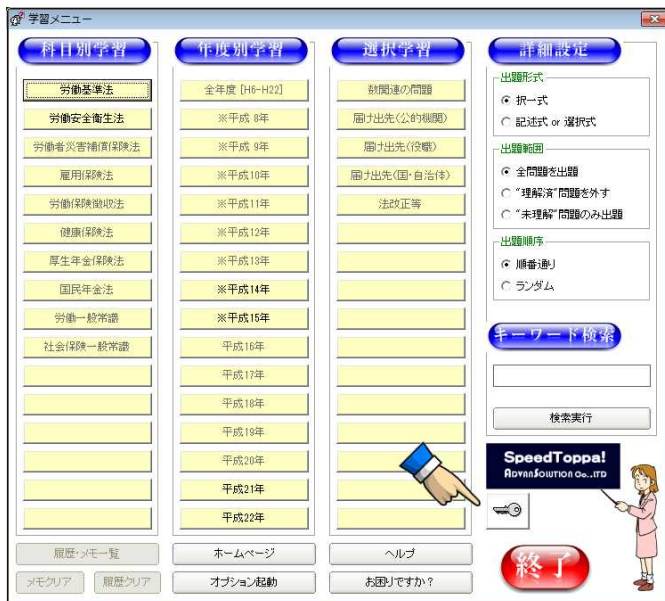 学習メニュー
科目別学習
労働基準法
労働安全衛生法
労働者災害補償保険法
雇用保険法
労働保険徴収法
健康保険法
厚生年金保険法
国民年金法
労働一般常識
社会保険一般常識
年度別学習
全年度 [H6-H22]
※平成 8年
※平成 9年
※平成10年
※平成11年
※平成12年
※平成13年
※平成14年
※平成15年
平成16年
平成17年
平成18年
平成19年
平成20年
平成21年
平成22年
選択学習
数関連の問題
届け出先(公的機関)
届け出先(役職)
届け出先(国・自治体)
法改正等
詳細設定
出題形式
択一式
記述式 or 選択式
出題範囲
全問題を出題
“理解済”問題を外す
“未理解”問題のみ出題
出題順序
順番通り
ランダム
キーワード検索
検索実行
SpeedToppa!
AdvanSolution Co.,LTD
終了
履歴・メモ一覧
ホームページ
ヘルプ
メモクリア
履歴クリア
オプション起動
お困りですか?